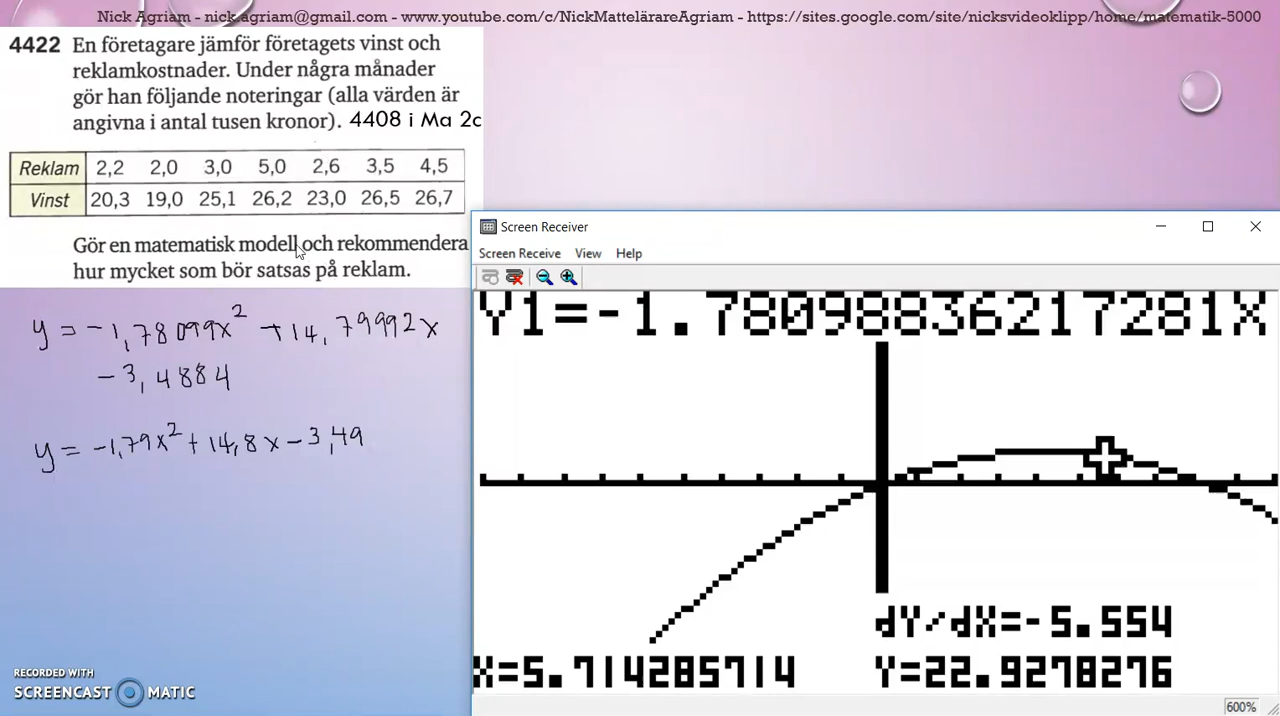 Nick Agriam - nick.agriam@gmail.com - www.youtube.com/c/NickMattelärareAgriam - https://sites.google.com/site/nicksvideoklipp/home/matematik-5000
4422 En företagare jämför företagets vinst och
reklamkostnader. Under några månader
gör han följande noteringar (alla värden är
angivna i antal tusen kronor). 4408 i Ma 2c
Reklam 2,2 2,0 3,0 5,0 2,6 3,5 4,5
Vinst 20,3 19,0 25,1 26,2 23,0 26,5 26,7
Gör en matematisk modell och rekommendera
hur mycket som bör satsas på reklam.
y = -1,78099x² +14,79992x
-3,4884
y = -1,79x² + 14,8x - 3,49
Screen Receiver
Screen Receive View Help
Y1=-1.78098836217281X
dY/dX=-5.554
X=5.714285714 Y=22.9278276
600%
RECORDED WITH
SCREENCAST MATIC